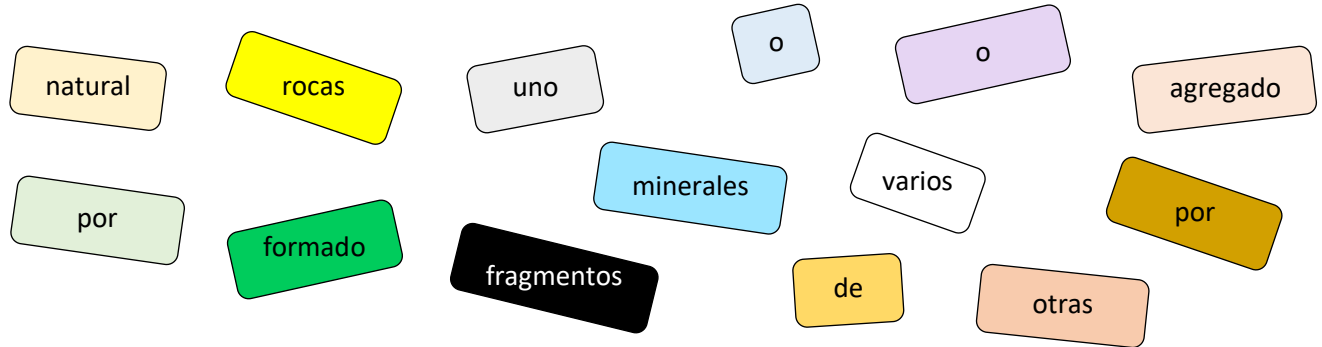 natural
rocas
uno
o
o
agregado
por
formado
fragmentos
minerales
varios
de
otras
por